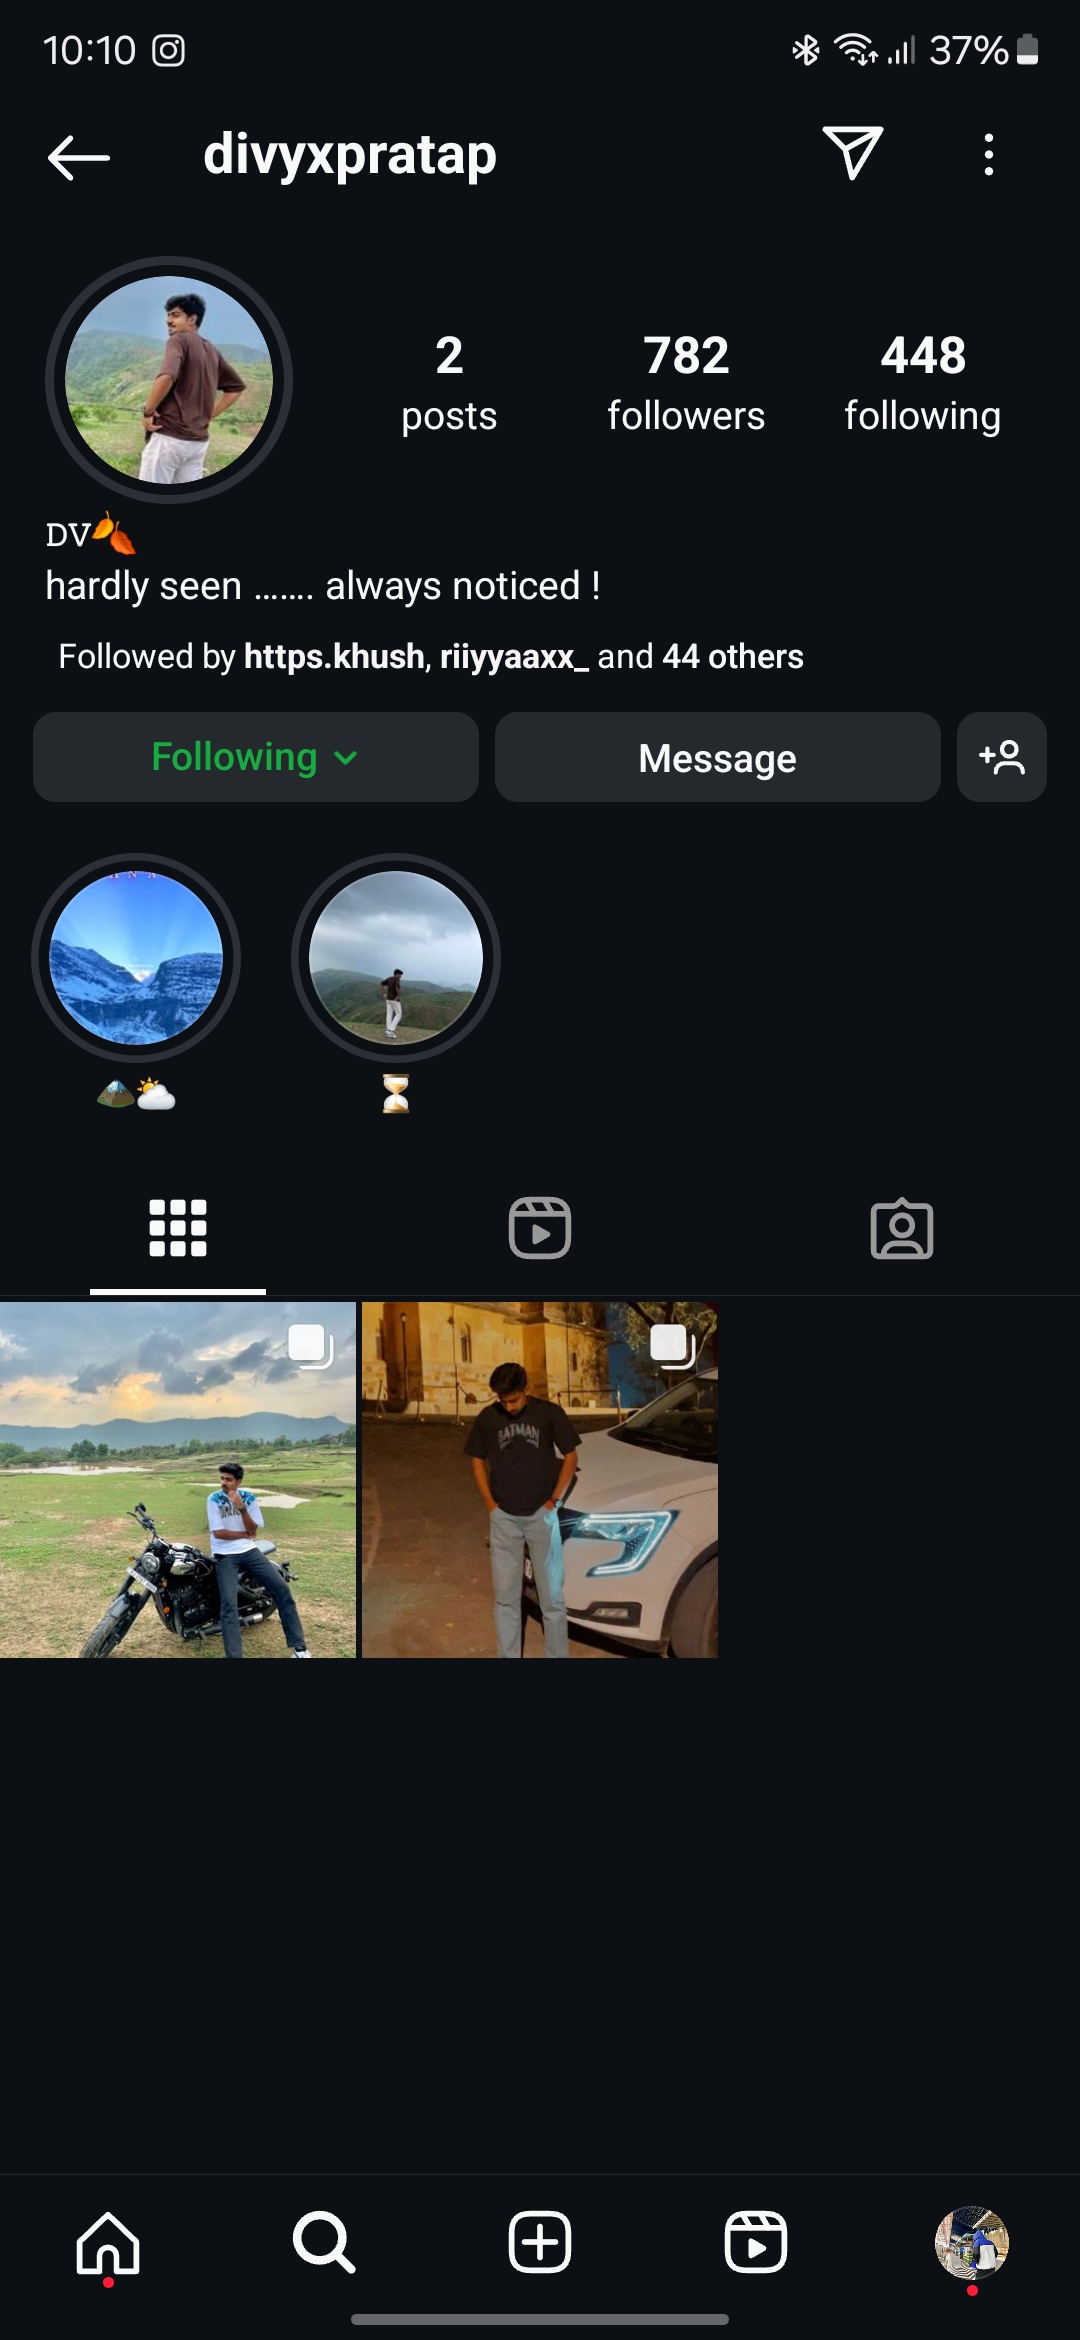 10:10 37%
divyxpratap
2 782 448
posts followers following
DV🍂
hardly seen ....... always noticed !
Followed by https.khush, riiyyaaxx_ and 44 others
Following Message
N A
⛰️🌥️ ⏳
BATMAN